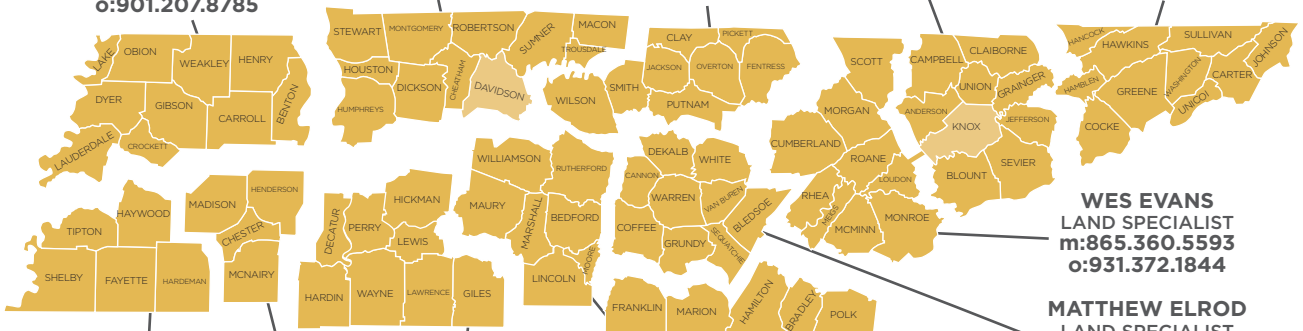 o:901.207.8785
LAKE
OBION
WEAKLEY
HENRY
DYER
GIBSON
CARROLL
BENTON
LAUDERDALE
CROCKETT
STEWART
MONTGOMERY
ROBERTSON
SUMNER
MACON
TROUSDALE
HOUSTON
DICKSON
CHEATHAM
DAVIDSON
WILSON
SMITH
HUMPHREYS
CLAY
PICKETT
JACKSON
OVERTON
FENTRESS
PUTNAM
SCOTT
CAMPBELL
CLAIBORNE
UNION
GRAINGER
MORGAN
ANDERSON
KNOX
JEFFERSON
CUMBERLAND
ROANE
LOUDON
BLOUNT
SEVIER
RHEA
MEIGS
MCMINN
MONROE
HANCOCK
HAWKINS
SULLIVAN
JOHNSON
HAMBLEN
GREENE
WASHINGTON
CARTER
UNICOI
COCKE
TIPTON
HAYWOOD
SHELBY
FAYETTE
HARDEMAN
MADISON
HENDERSON
CHESTER
MCNAIRY
DECATUR
PERRY
HICKMAN
LEWIS
HARDIN
WAYNE
LAWRENCE
GILES
WILLIAMSON
RUTHERFORD
MAURY
MARSHALL
BEDFORD
MOORE
LINCOLN
DEKALB
WHITE
CANNON
WARREN
VAN BUREN
BLEDSOE
COFFEE
GRUNDY
SEQUATCHIE
FRANKLIN
MARION
HAMILTON
BRADLEY
POLK
WES EVANS
LAND SPECIALIST
m:865.360.5593
o:931.372.1844
MATTHEW ELROD
LAND SPECIALIST